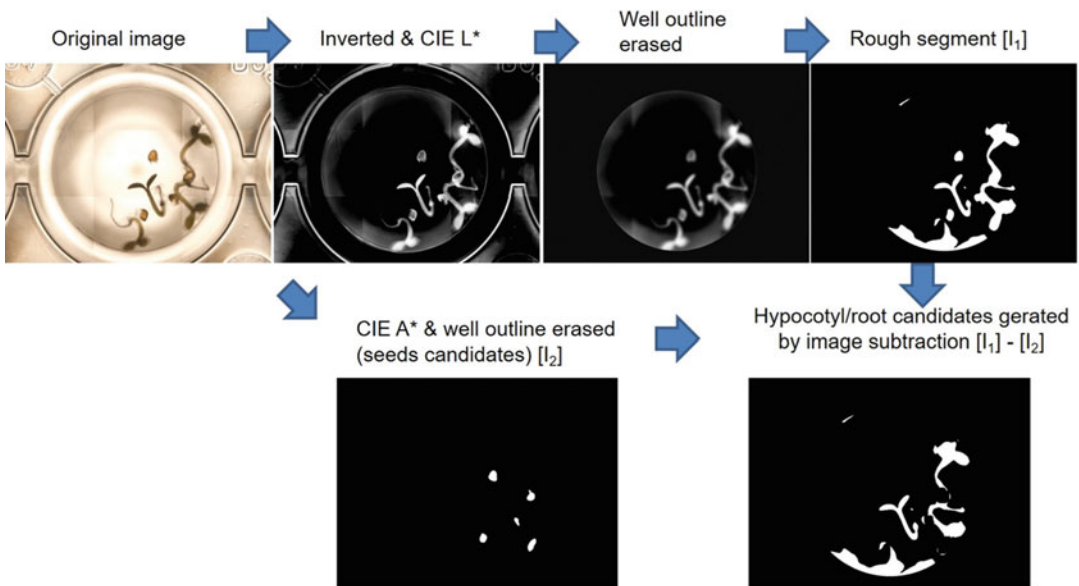 Original image
Inverted & CIE L*
Well outline
erased
Rough segment [I₁]
CIE A* & well outline erased
(seeds candidates) [I₂]
Hypocotyl/root candidates gerated
by image subtraction [I₁] - [I₂]